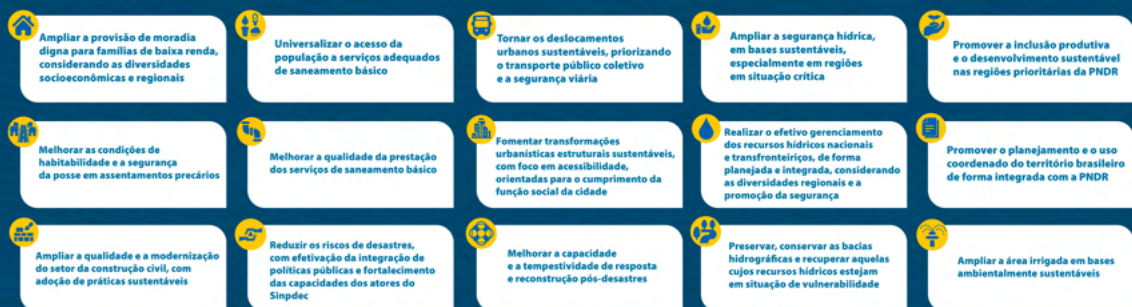 Ampliar a provisão de moradia
digna para famílias de baixa renda,
considerando as diversidades
socioeconômicas e regionais
Universalizar o acesso da
população a serviços adequados
de saneamento básico
Tornar os deslocamentos
urbanos sustentáveis, priorizando
o transporte público coletivo
e a segurança viária
Ampliar a segurança hídrica,
em bases sustentáveis,
especialmente em regiões
em situação crítica
Promover a inclusão produtiva
e o desenvolvimento sustentável
nas regiões prioritárias da PNDR
Melhorar as condições de
habitabilidade e a segurança
da posse em assentamentos precários
Melhorar a qualidade da prestação
dos serviços de saneamento básico
Fomentar transformações
urbanísticas estruturais sustentáveis,
com foco em acessibilidade,
orientadas para o cumprimento da
função social da cidade
Realizar o efetivo gerenciamento
dos recursos hídricos nacionais
e transfronteiriços, de forma
planejada e integrada, considerando
as diversidades regionais e a
promoção da segurança
Promover o planejamento e o uso
coordenado do território brasileiro
de forma integrada com a PNDR
Ampliar a qualidade e a modernização
do setor da construção civil, com
adoção de práticas sustentáveis
Reduzir os riscos de desastres,
com efetivação da integração de
políticas públicas e fortalecimento
das capacidades dos atores do
Sinpdec
Melhorar a capacidade
e a tempestividade de resposta
e reconstrução pós-desastres
Preservar, conservar as bacias
hidrográficas e recuperar aquelas
cujos recursos hídricos estejam
em situação de vulnerabilidade
Ampliar a área irrigada em bases
ambientalmente sustentáveis